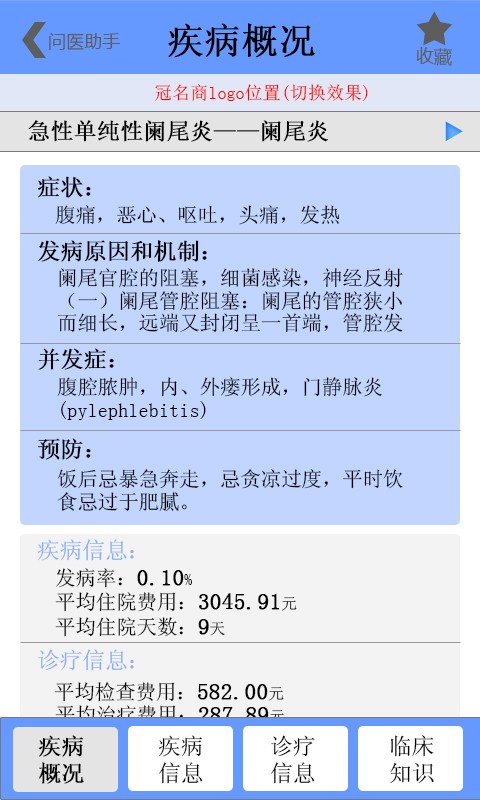 问医助手
疾病概况
收藏
冠名商logo位置(切换效果)
急性单纯性阑尾炎——阑尾炎
症状：
腹痛，恶心、呕吐，头痛，发热
发病原因和机制：
阑尾官腔的阻塞，细菌感染，神经反射
（一）阑尾管腔阻塞：阑尾的管腔狭小
而细长，远端又封闭呈一首端，管腔发
并发症：
腹腔脓肿，内、外瘘形成，门静脉炎
(pylephlebitis)
预防：
饭后忌暴急奔走，忌贪凉过度，平时饮
食忌过于肥腻。
疾病信息：
发病率：0.10%
平均住院费用：3045.91元
平均住院天数：9天
诊疗信息：
平均检查费用：582.00元
平均治疗费用：287.89元
疾病
概况
疾病
信息
诊疗
信息
临床
知识